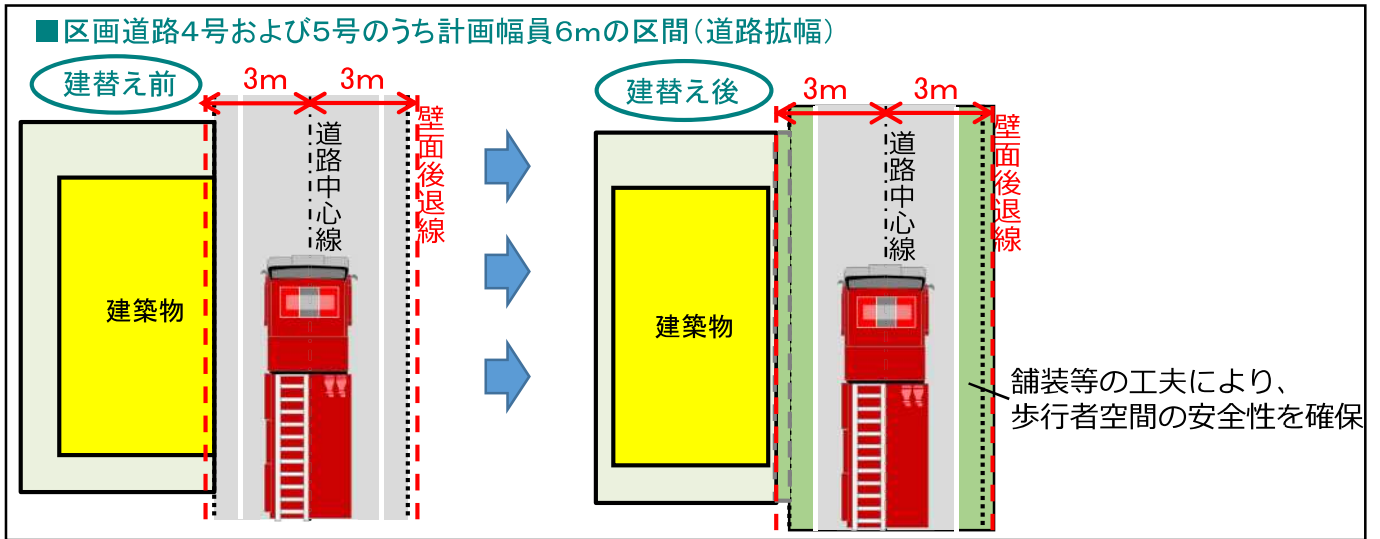 ■区画道路4号および5号のうち計画幅員6mの区間(道路拡幅)
建替え前
3m
3m
壁面後退線
道路中心線
建築物
建替え後
3m
3m
壁面後退線
道路中心線
建築物
舗装等の工夫により、
歩行者空間の安全性を確保